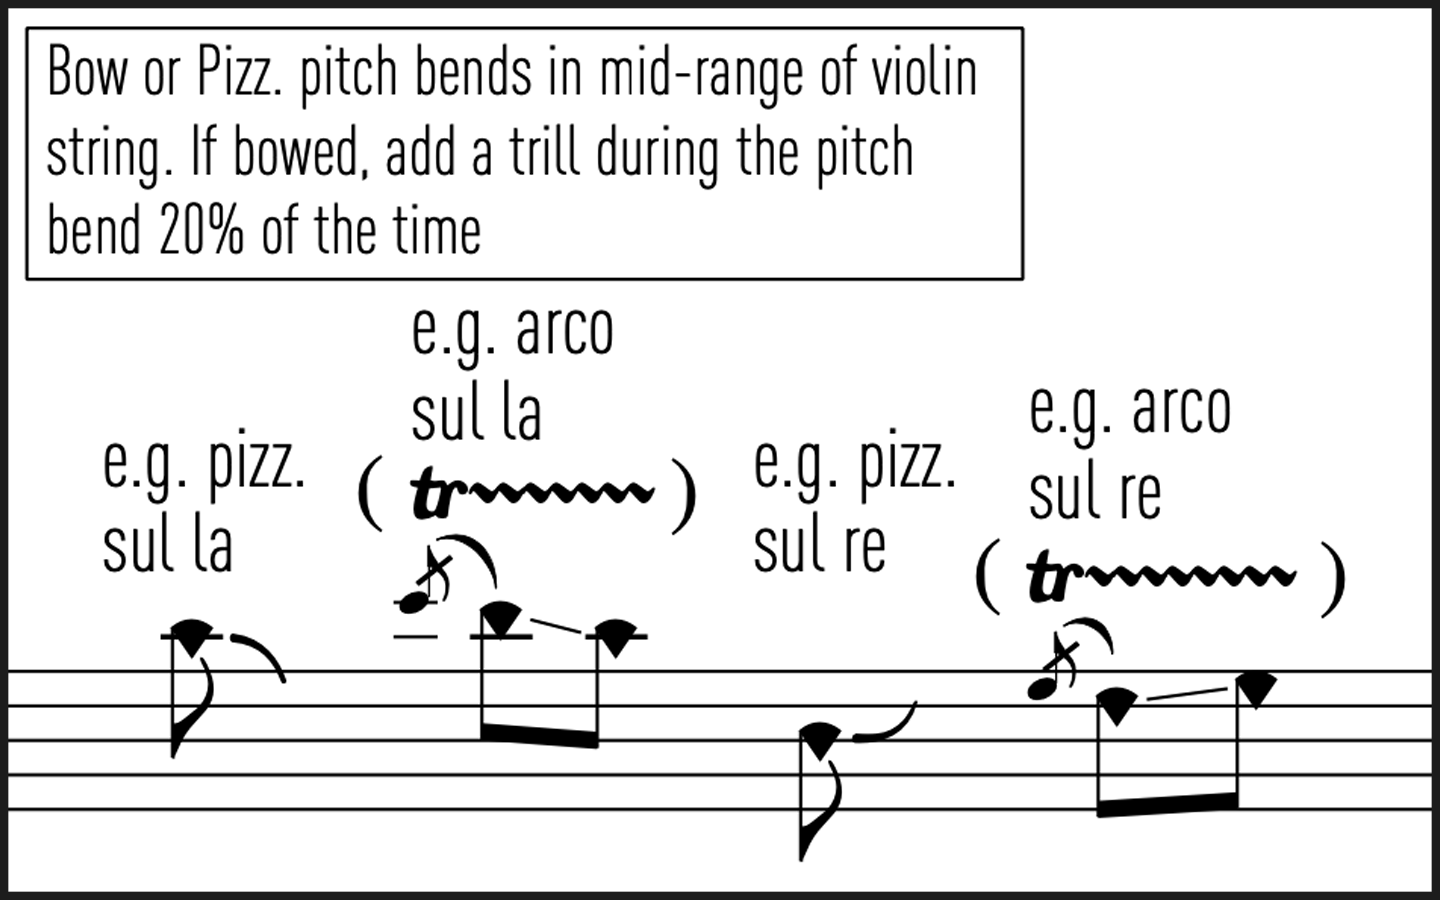 Bow or Pizz. pitch bends in mid-range of violin
string. If bowed, add a trill during the pitch
bend 20% of the time
e.g. pizz.
sul la
e.g. arco
sul la
(tr)
e.g. pizz.
sul re
e.g. arco
sul re
(tr)